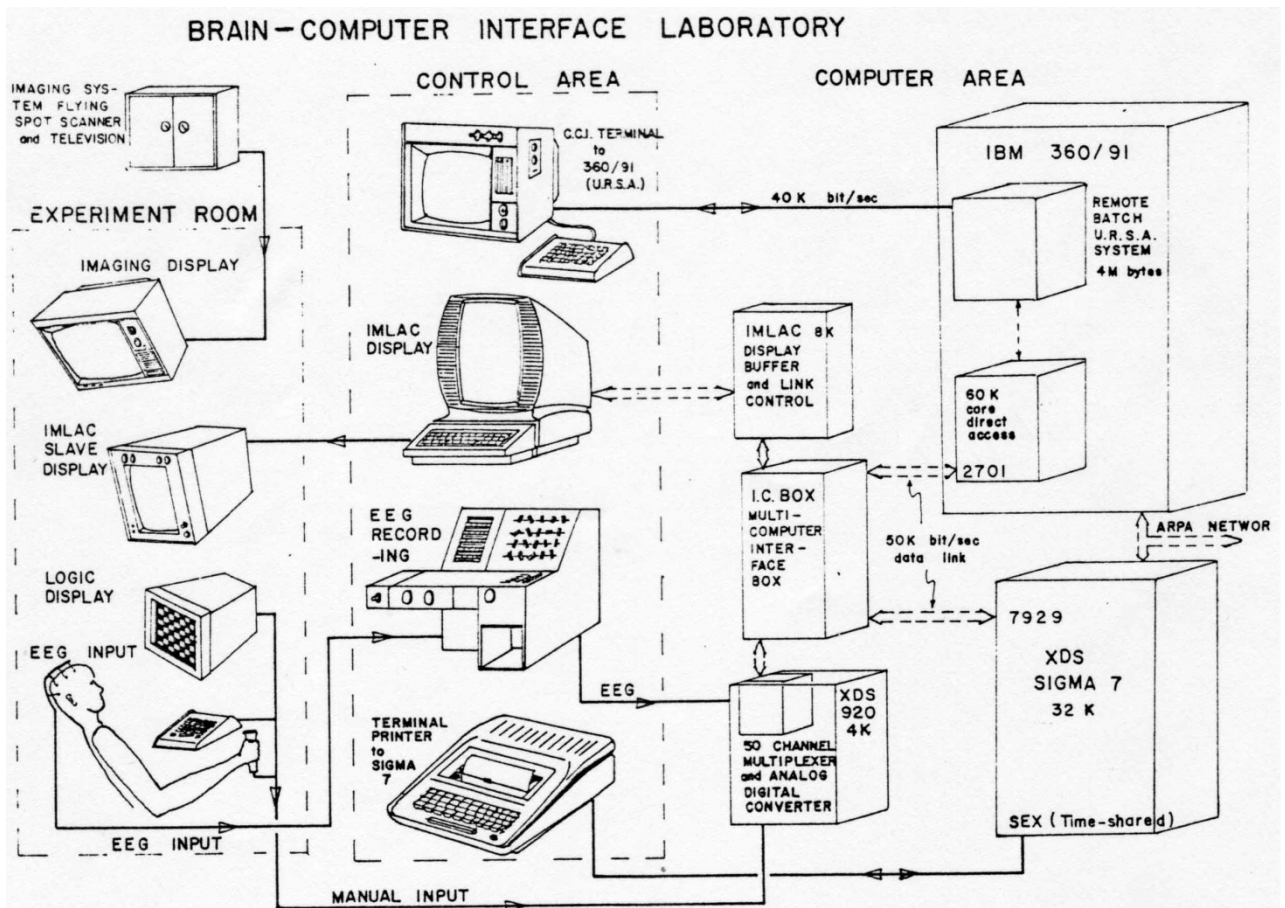 BRAIN-COMPUTER INTERFACE LABORATORY
IMAGING SYS-
TEM FLYING
SPOT SCANNER
and TELEVISION
EXPERIMENT ROOM
IMAGING DISPLAY
IMLAC
SLAVE
DISPLAY
LOGIC
DISPLAY
EEG INPUT
EEG INPUT
CONTROL AREA
C.C.I. TERMINAL
to
360/91
(U.R.S.A.)
IMLAC
DISPLAY
EEG
RECORD
-ING
TERMINAL
PRINTER
to
SIGMA
7
MANUAL INPUT
EEG
COMPUTER AREA
40 K bit/sec
IBM 360/91
REMOTE
BATCH
U.R.S.A.
SYSTEM
4M bytes
60 K
core
direct
access
2701
IMLAC 8K
DISPLAY
BUFFER
and LINK
CONTROL
I.C. BOX
MULTI-
COMPUTER
INTER-
FACE
BOX
50K bit/sec
data link
ARPA NETWOR
XDS
920
4K
50 CHANNEL
MULTIPLEXER
and ANALOG
DIGITAL
CONVERTER
7929
XDS
SIGMA 7
32 K
SEX (Time-shared)